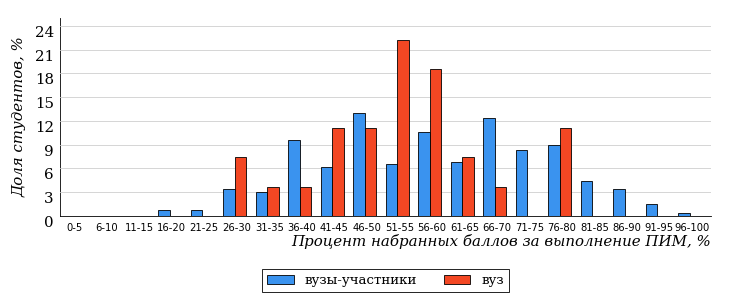 Доля студентов, %
24
21
18
15
12
9
6
3
0
0-5 6-10 11-15 16-20 21-25 26-30 31-35 36-40 41-45 46-50 51-55 56-60 61-65 66-70 71-75 76-80 81-85 86-90 91-95 96-100
Процент набранных баллов за выполнение ПИМ, %
вузы-участники вуз